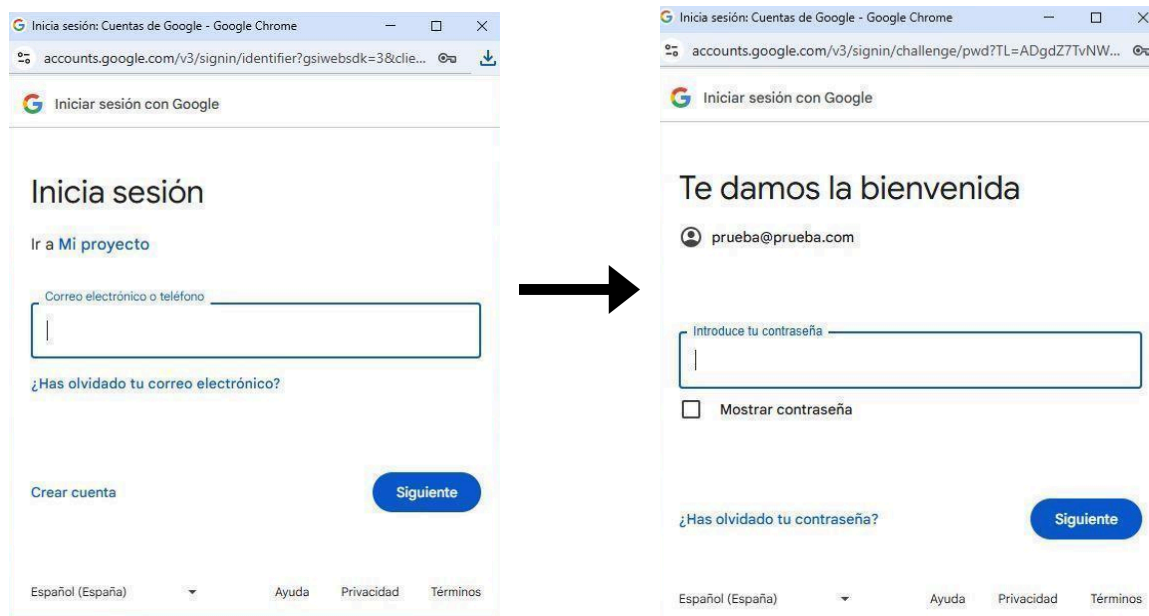 Inicia sesión: Cuentas de Google - Google Chrome
accounts.google.com/v3/signin/identifier?gsiwebsdk=3&clie...
Iniciar sesión con Google
Inicia sesión
Ir a Mi proyecto
Correo electrónico o teléfono
¿Has olvidado tu correo electrónico?
Crear cuenta
Siguiente
Español (España)
Ayuda
Privacidad
Términos
Inicia sesión: Cuentas de Google - Google Chrome
accounts.google.com/v3/signin/challenge/pwd?TL=ADgdZ7TvNW...
Iniciar sesión con Google
Te damos la bienvenida
prueba@prueba.com
Introduce tu contraseña
Mostrar contraseña
¿Has olvidado tu contraseña?
Siguiente
Español (España)
Ayuda
Privacidad
Términos